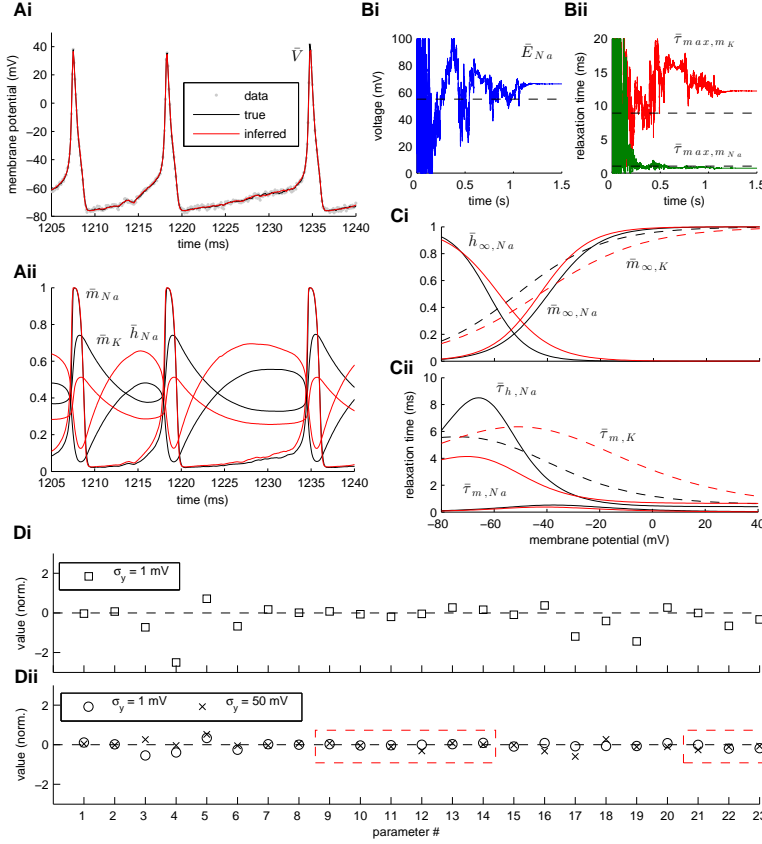 Ai
membrane potential (mV)
40
20
0
−20
−40
−60
−80
V̄
data
true
inferred
1205 1210 1215 1220 1225 1230 1235 1240
time (ms)
Bi
voltage (mV)
100
80
60
40
20
0
Ē_Na
0 0.5 1 1.5
time (s)
Bii
relaxation time (ms)
20
15
10
5
0
τ̄_max,m_K
τ̄_max,m_Na
0 0.5 1 1.5
time (s)
Aii
1
0.8
0.6
0.4
0.2
0
m̄_Na
m̄_K
h̄_Na
1205 1210 1215 1220 1225 1230 1235 1240
time (ms)
Ci
1
0.8
0.6
0.4
0.2
0
h̄_∞,Na
m̄_∞,K
m̄_∞,Na
Cii
relaxation time (ms)
10
8
6
4
2
0
τ̄_h,Na
τ̄_m,K
τ̄_m,Na
−80 −60 −40 −20 0 20 40
membrane potential (mV)
Di
value (norm.)
2
0
−2
σ_y = 1 mV
Dii
value (norm.)
2
0
−2
σ_y = 1 mV σ_y = 50 mV
1 2 3 4 5 6 7 8 9 10 11 12 13 14 15 16 17 18 19 20 21 22 23
parameter #